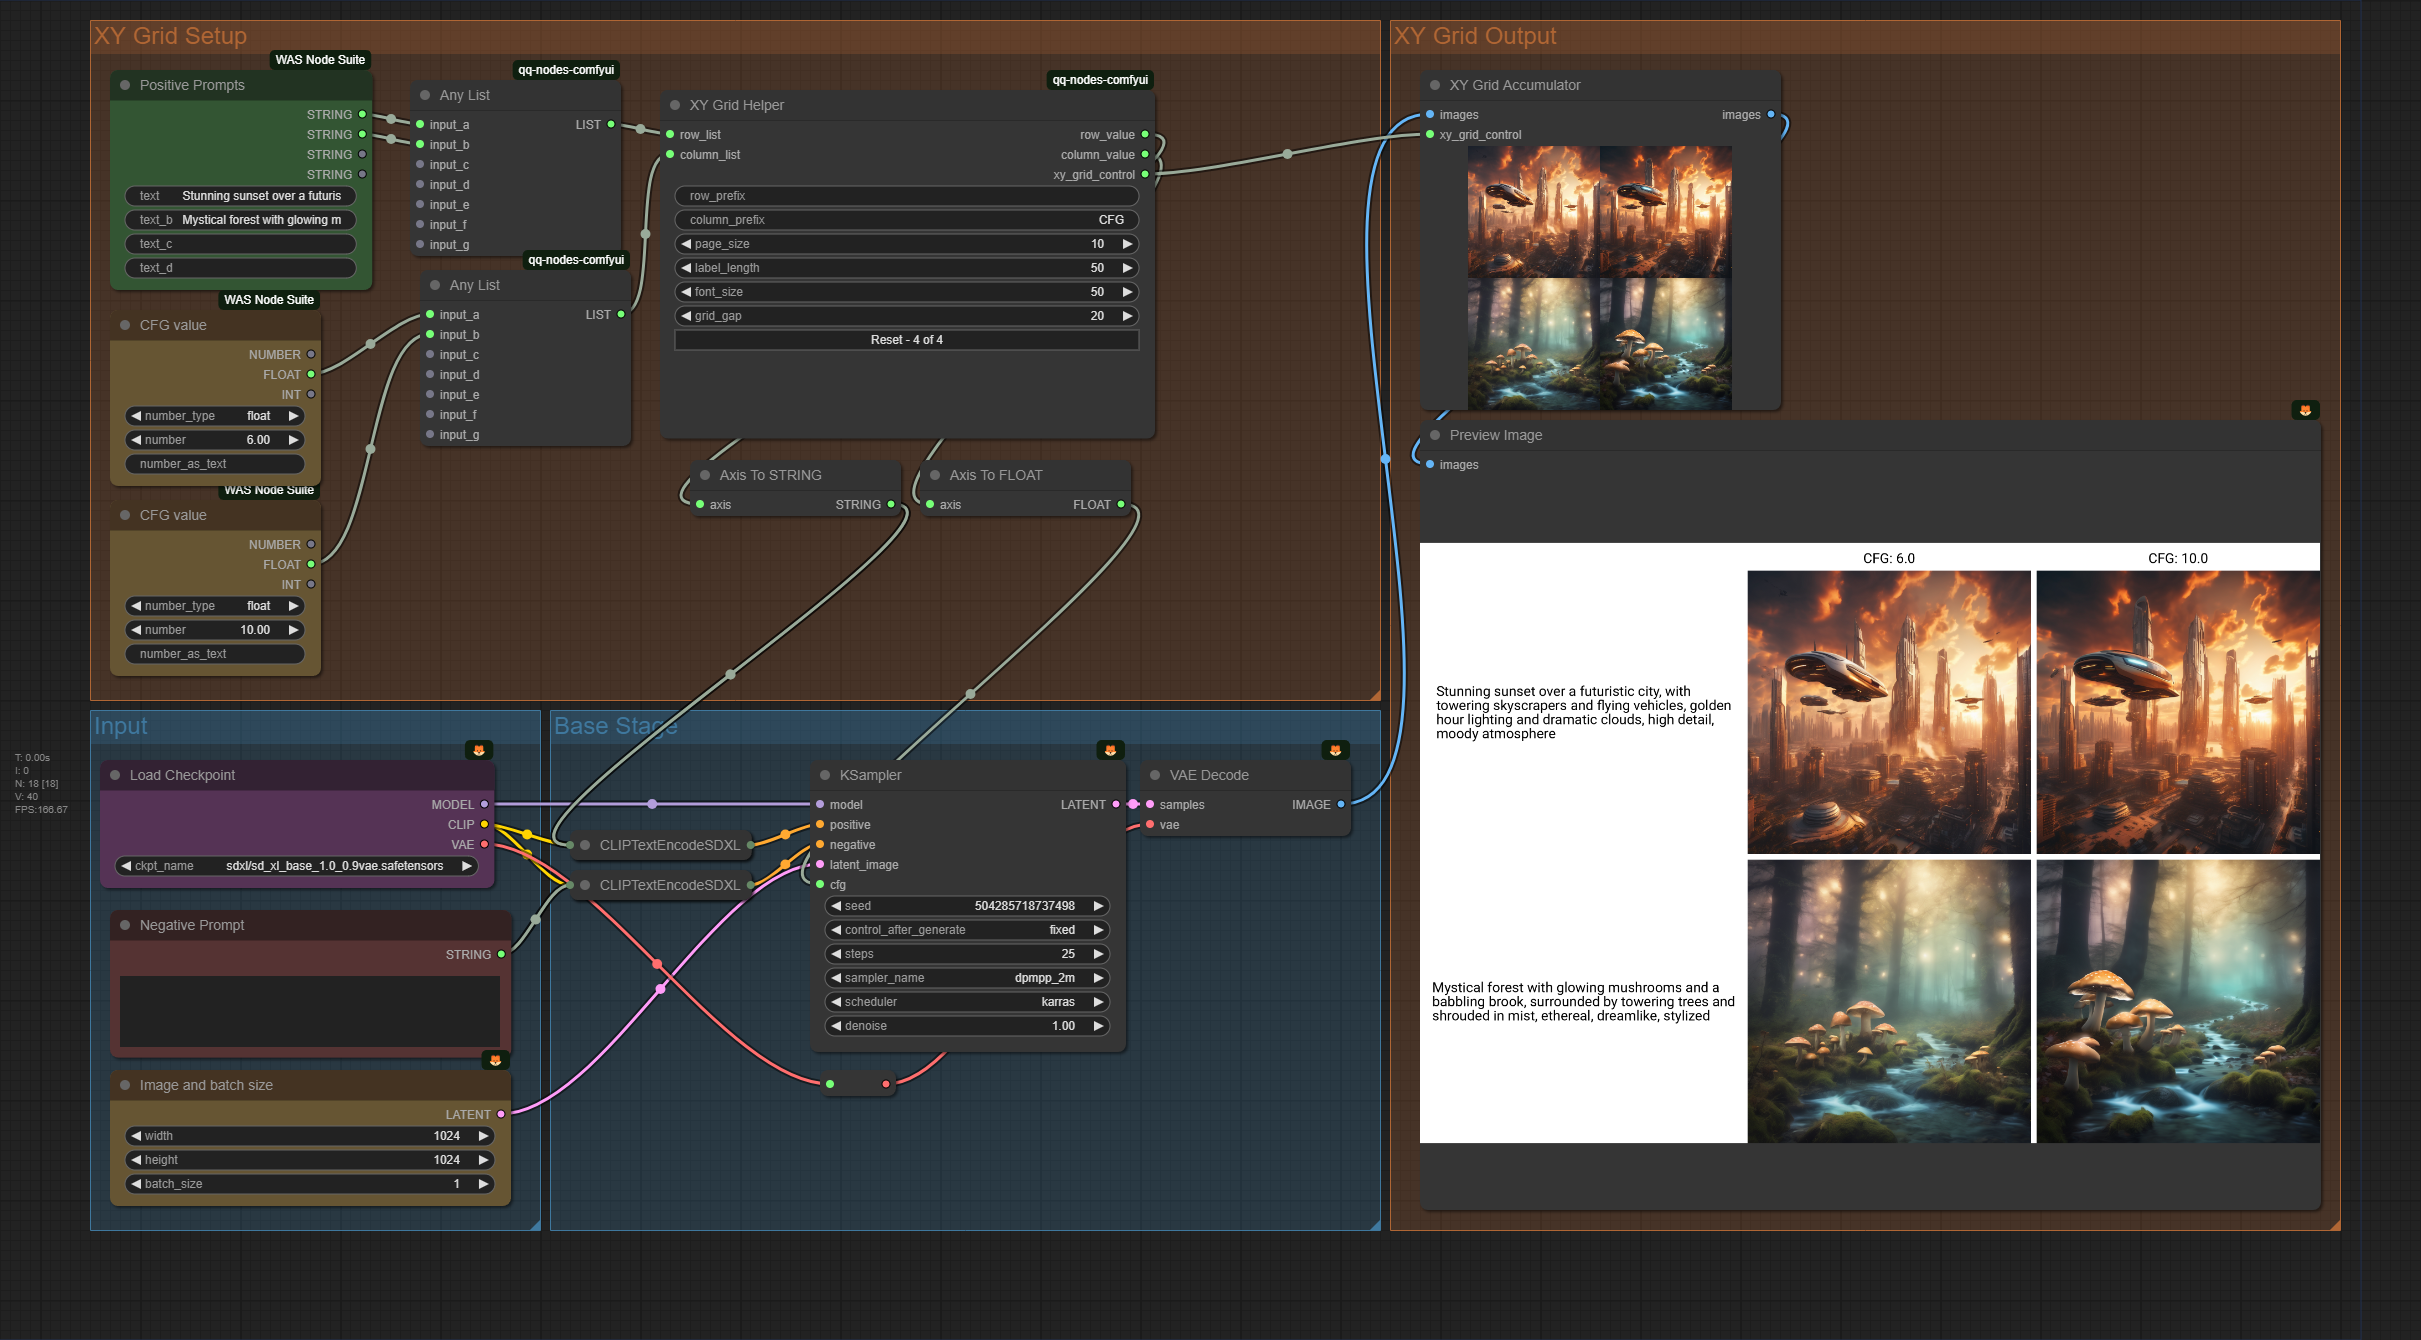 XY Grid Setup
WAS Node Suite
Positive Prompts
STRING
STRING
STRING
STRING
text Stunning sunset over a futuris
text_b Mystical forest with glowing m
text_c
text_d
qq-nodes-comfyui
Any List
input_a LIST
input_b
input_c
input_d
input_e
input_f
input_g
qq-nodes-comfyui
Any List
input_a LIST
input_b
input_c
input_d
input_e
input_f
input_g
WAS Node Suite
CFG value
NUMBER
FLOAT
INT
number_type float
number 6.00
number_as_text
WAS Node Suite
CFG value
NUMBER
FLOAT
INT
number_type float
number 10.00
number_as_text
qq-nodes-comfyui
XY Grid Helper
row_list row_value
column_list column_value
xy_grid_control
row_prefix
column_prefix CFG
page_size 10
label_length 50
font_size 50
grid_gap 20
Reset - 4 of 4
Axis To STRING
axis STRING
Axis To FLOAT
axis FLOAT
XY Grid Output
XY Grid Accumulator
images images
xy_grid_control
Preview Image
images
CFG: 6.0 CFG: 10.0
Stunning sunset over a futuristic city, with
towering skyscrapers and flying vehicles, golden
hour lighting and dramatic clouds, high detail,
moody atmosphere
Mystical forest with glowing mushrooms and a
babbling brook, surrounded by towering trees and
shrouded in mist, ethereal, dreamlike, stylized
T: 0.00s
I: 0
N: 18 [18]
V: 40
FPS:166.67
Input
Load Checkpoint
MODEL
CLIP
VAE
ckpt_name sdxl/sd_xl_base_1.0_0.9vae.safetensors
Negative Prompt
STRING
Image and batch size
LATENT
width 1024
height 1024
batch_size 1
Base Stage
CLIPTextEncodeSDXL
CLIPTextEncodeSDXL
KSampler
model LATENT
positive
negative
latent_image
cfg
seed 504285718737498
control_after_generate fixed
steps 25
sampler_name dpmpp_2m
scheduler karras
denoise 1.00
VAE Decode
samples IMAGE
vae